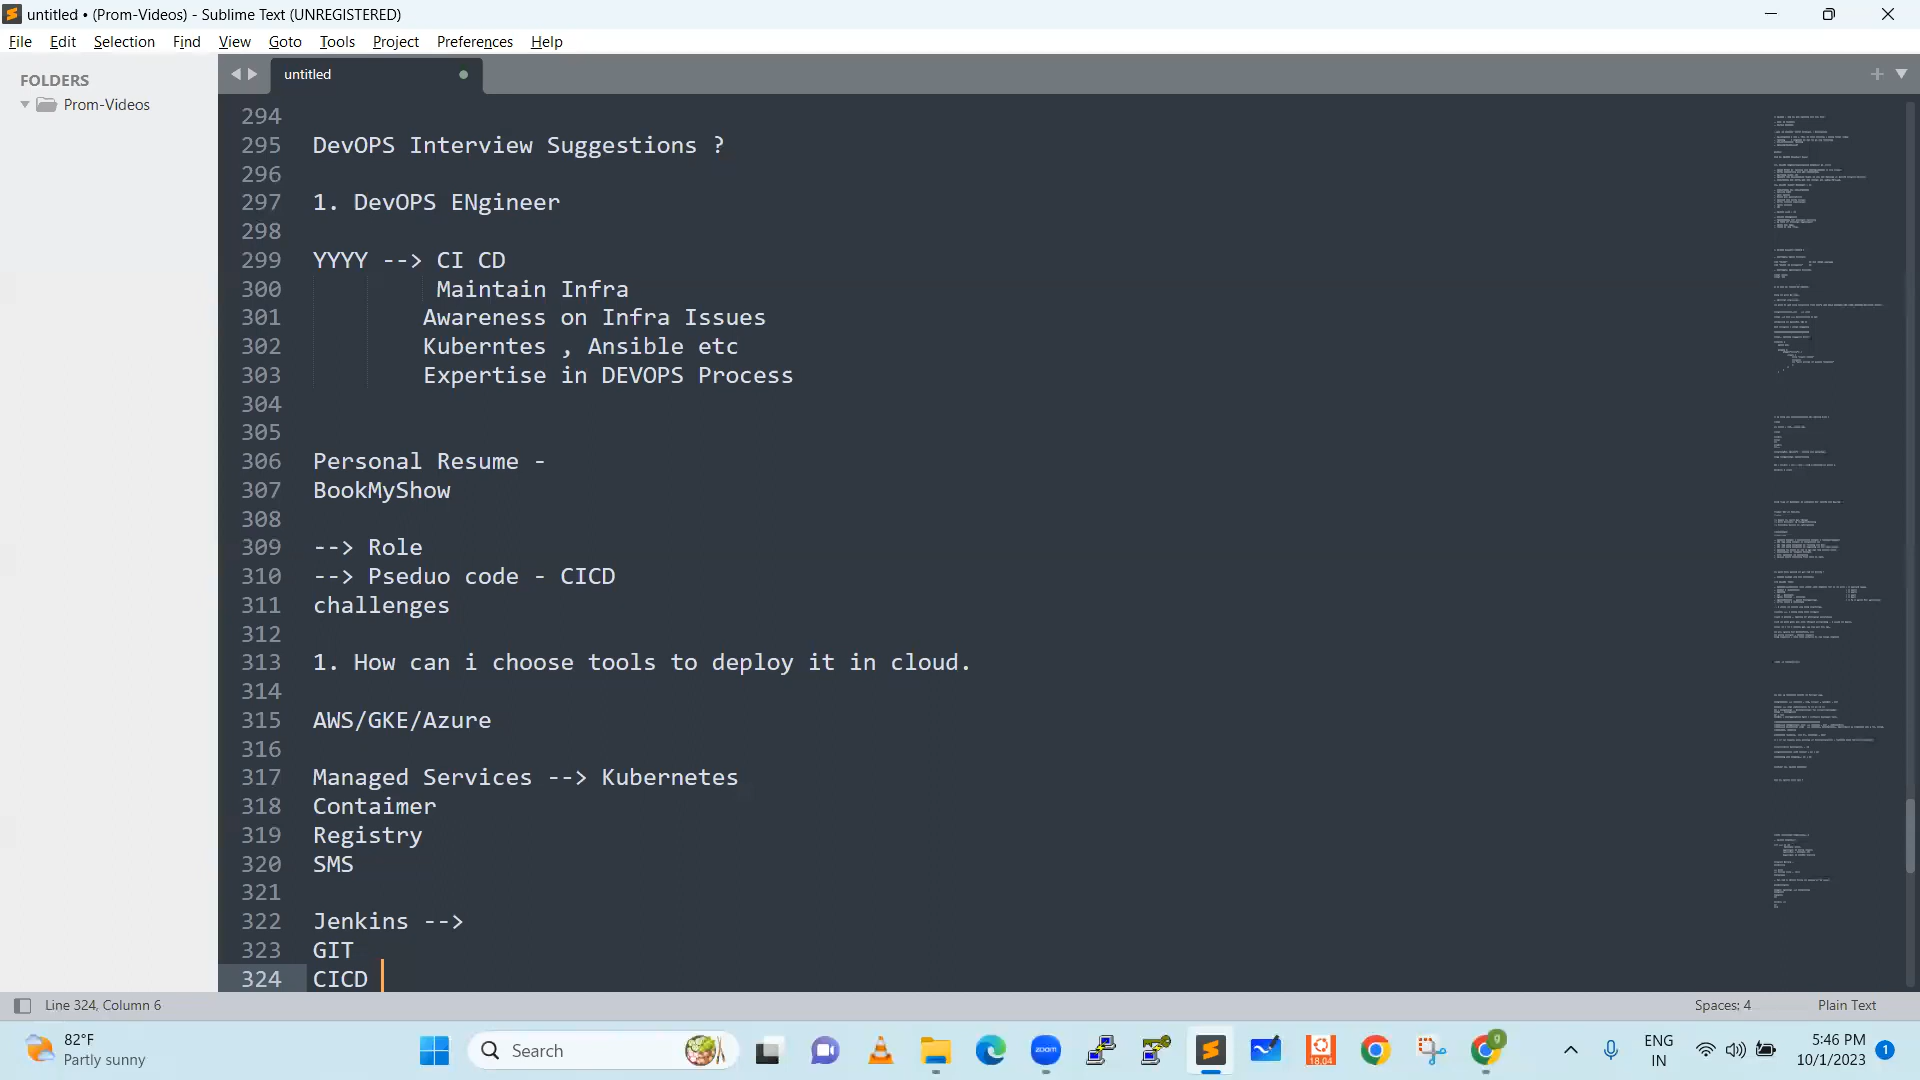 untitled • (Prom-Videos) - Sublime Text (UNREGISTERED)
File Edit Selection Find View Goto Tools Project Preferences Help
FOLDERS
Prom-Videos
untitled
294
295 DevOPS Interview Suggestions ?
296
297 1. DevOPS ENgineer
298
299 YYYY --> CI CD
300 Maintain Infra
301 Awareness on Infra Issues
302 Kuberntes , Ansible etc
303 Expertise in DEVOPS Process
304
305
306 Personal Resume -
307 BookMyShow
308
309 --> Role
310 --> Pseduo code - CICD
311 challenges
312
313 1. How can i choose tools to deploy it in cloud.
314
315 AWS/GKE/Azure
316
317 Managed Services --> Kubernetes
318 Contaimer
319 Registry
320 SMS
321
322 Jenkins -->
323 GIT
324 CICD
Line 324, Column 6
Spaces: 4
Plain Text
82°F
Partly sunny
Search
zoom
18.04
g
ENG
IN
5:46 PM
10/1/2023
1